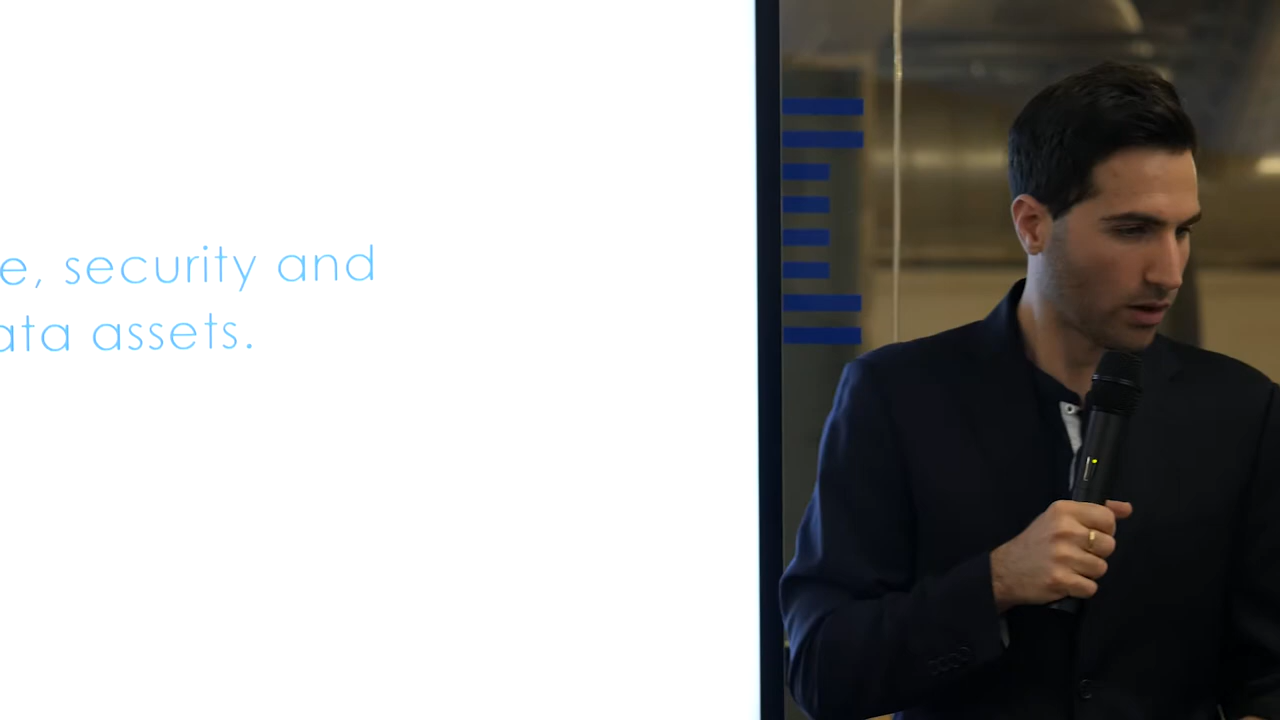 e, security and
ata assets.